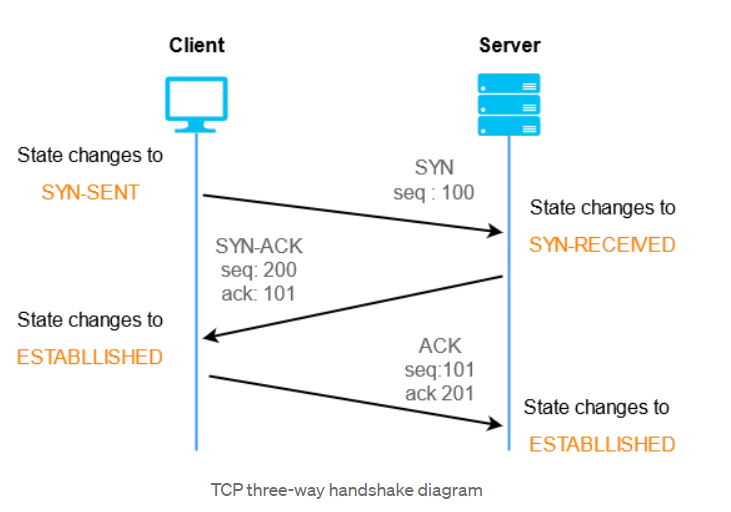 Client
Server
State changes to
SYN-SENT
SYN
seq : 100
State changes to
SYN-RECEIVED
SYN-ACK
seq: 200
ack: 101
State changes to
ESTABLLISHED
ACK
seq:101
ack 201
State changes to
ESTABLLISHED
TCP three-way handshake diagram